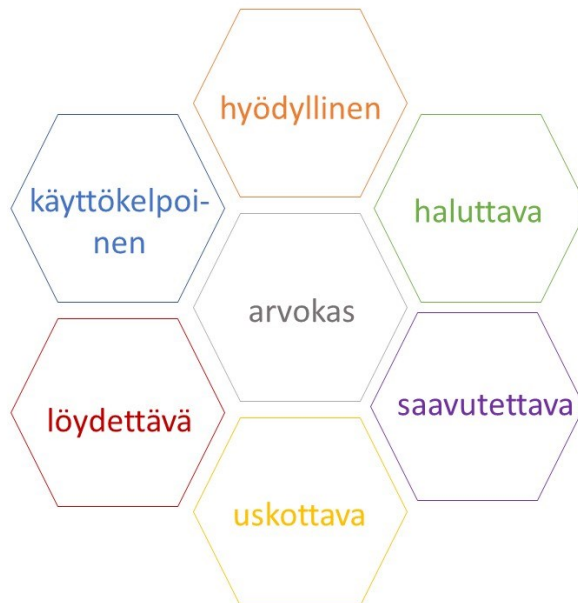 hyödyllinen
käyttökelpoi-
nen
haluttava
arvokas
löydettävä
saavutettava
uskottava